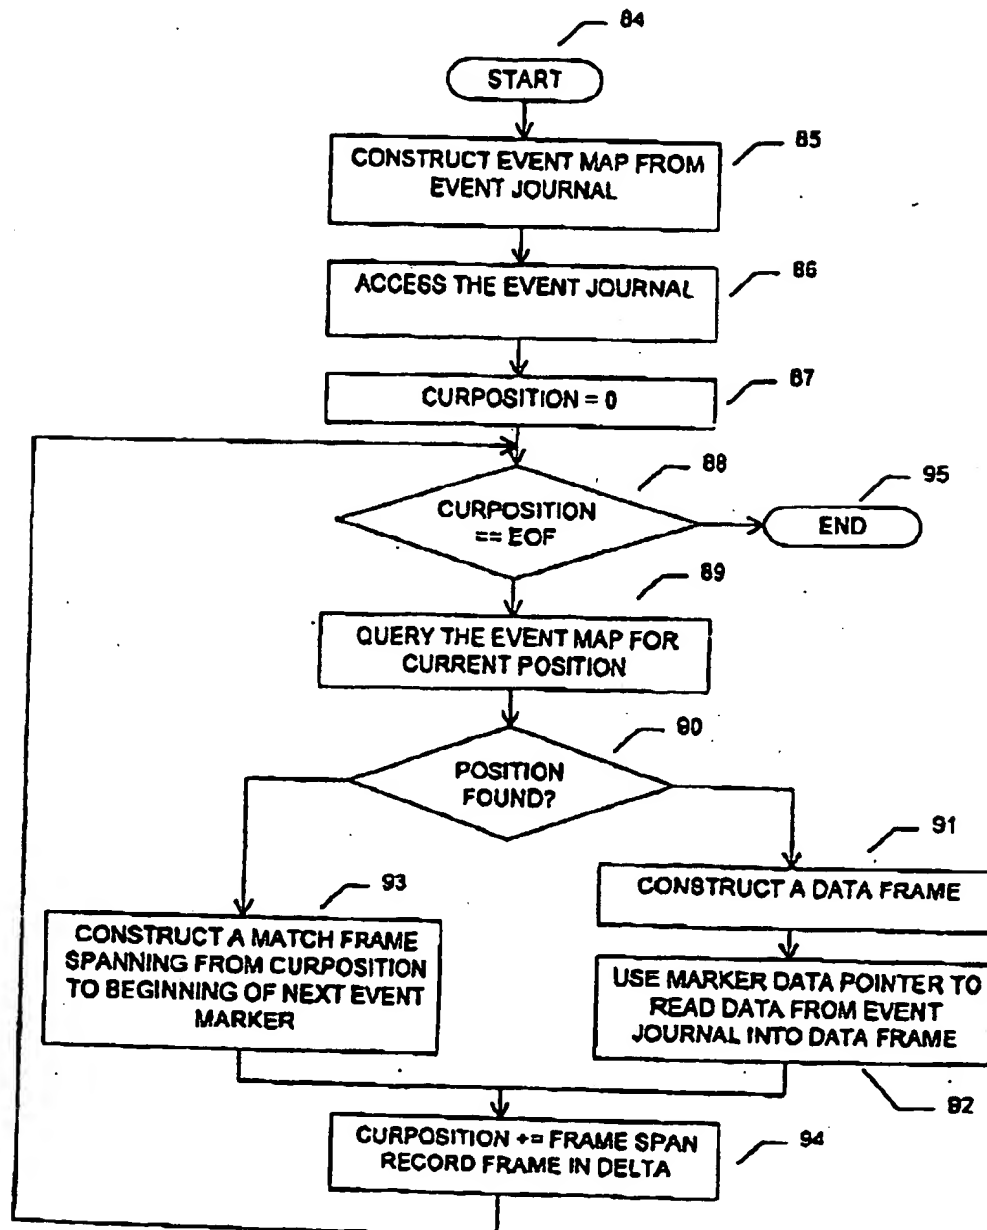 84
START
85
CONSTRUCT EVENT MAP FROM
EVENT JOURNAL
86
ACCESS THE EVENT JOURNAL
87
CURPOSITION = 0
88
CURPOSITION
== EOF
95
END
89
QUERY THE EVENT MAP FOR
CURRENT POSITION
90
POSITION
FOUND?
91
CONSTRUCT A DATA FRAME
93
CONSTRUCT A MATCH FRAME
SPANNING FROM CURPOSITION
TO BEGINNING OF NEXT EVENT
MARKER
USE MARKER DATA POINTER TO
READ DATA FROM EVENT
JOURNAL INTO DATA FRAME
92
CURPOSITION += FRAME SPAN
RECORD FRAME IN DELTA
94